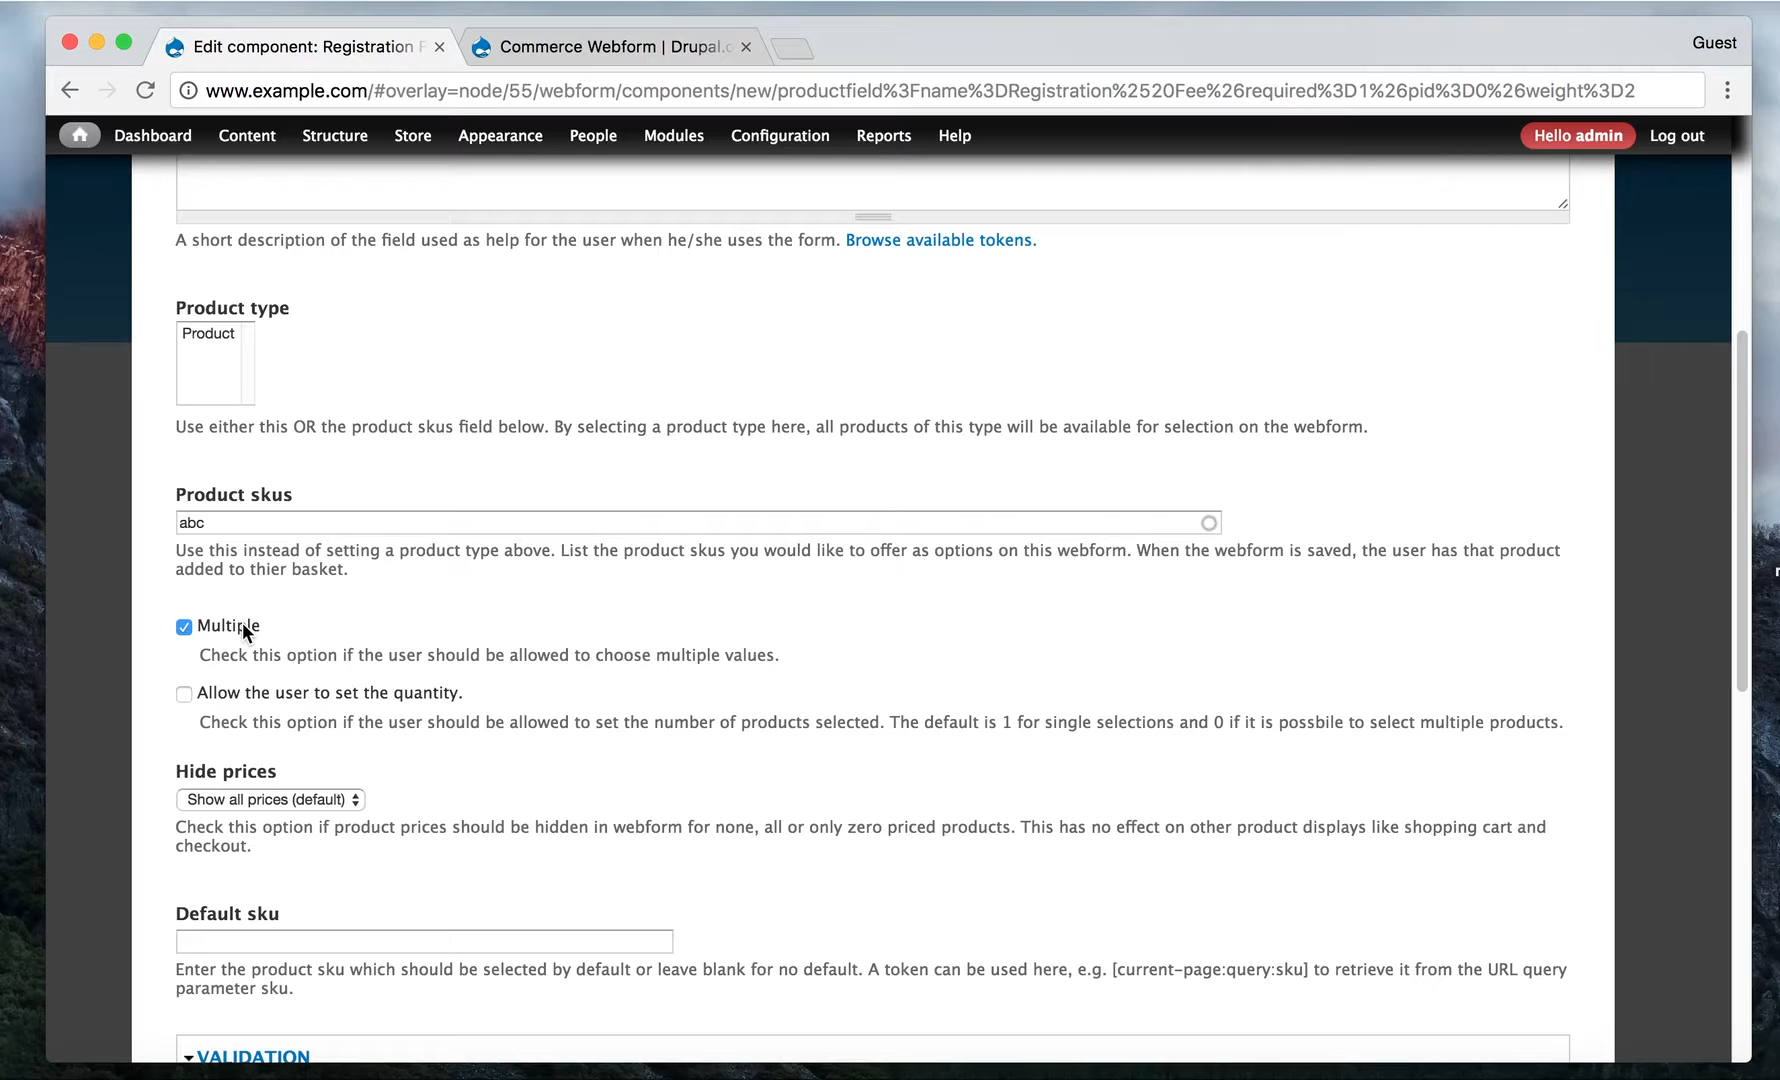 Edit component: Registration F
Commerce Webform | Drupal.
Guest
www.example.com/#overlay=node/55/webform/components/new/productfield%3Fname%3DRegistration%2520Fee%26required%3D1%26pid%3D0%26weight%3D2
Dashboard Content Structure Store Appearance People Modules Configuration Reports Help Hello admin Log out
A short description of the field used as help for the user when he/she uses the form. Browse available tokens.
Product type
Product
Use either this OR the product skus field below. By selecting a product type here, all products of this type will be available for selection on the webform.
Product skus
abc
Use this instead of setting a product type above. List the product skus you would like to offer as options on this webform. When the webform is saved, the user has that product
added to thier basket.
Multiple
Check this option if the user should be allowed to choose multiple values.
Allow the user to set the quantity.
Check this option if the user should be allowed to set the number of products selected. The default is 1 for single selections and 0 if it is possbile to select multiple products.
Hide prices
Show all prices (default)
Check this option if product prices should be hidden in webform for none, all or only zero priced products. This has no effect on other product displays like shopping cart and
checkout.
Default sku
Enter the product sku which should be selected by default or leave blank for no default. A token can be used here, e.g. [current-page:query:sku] to retrieve it from the URL query
parameter sku.
VALIDATION